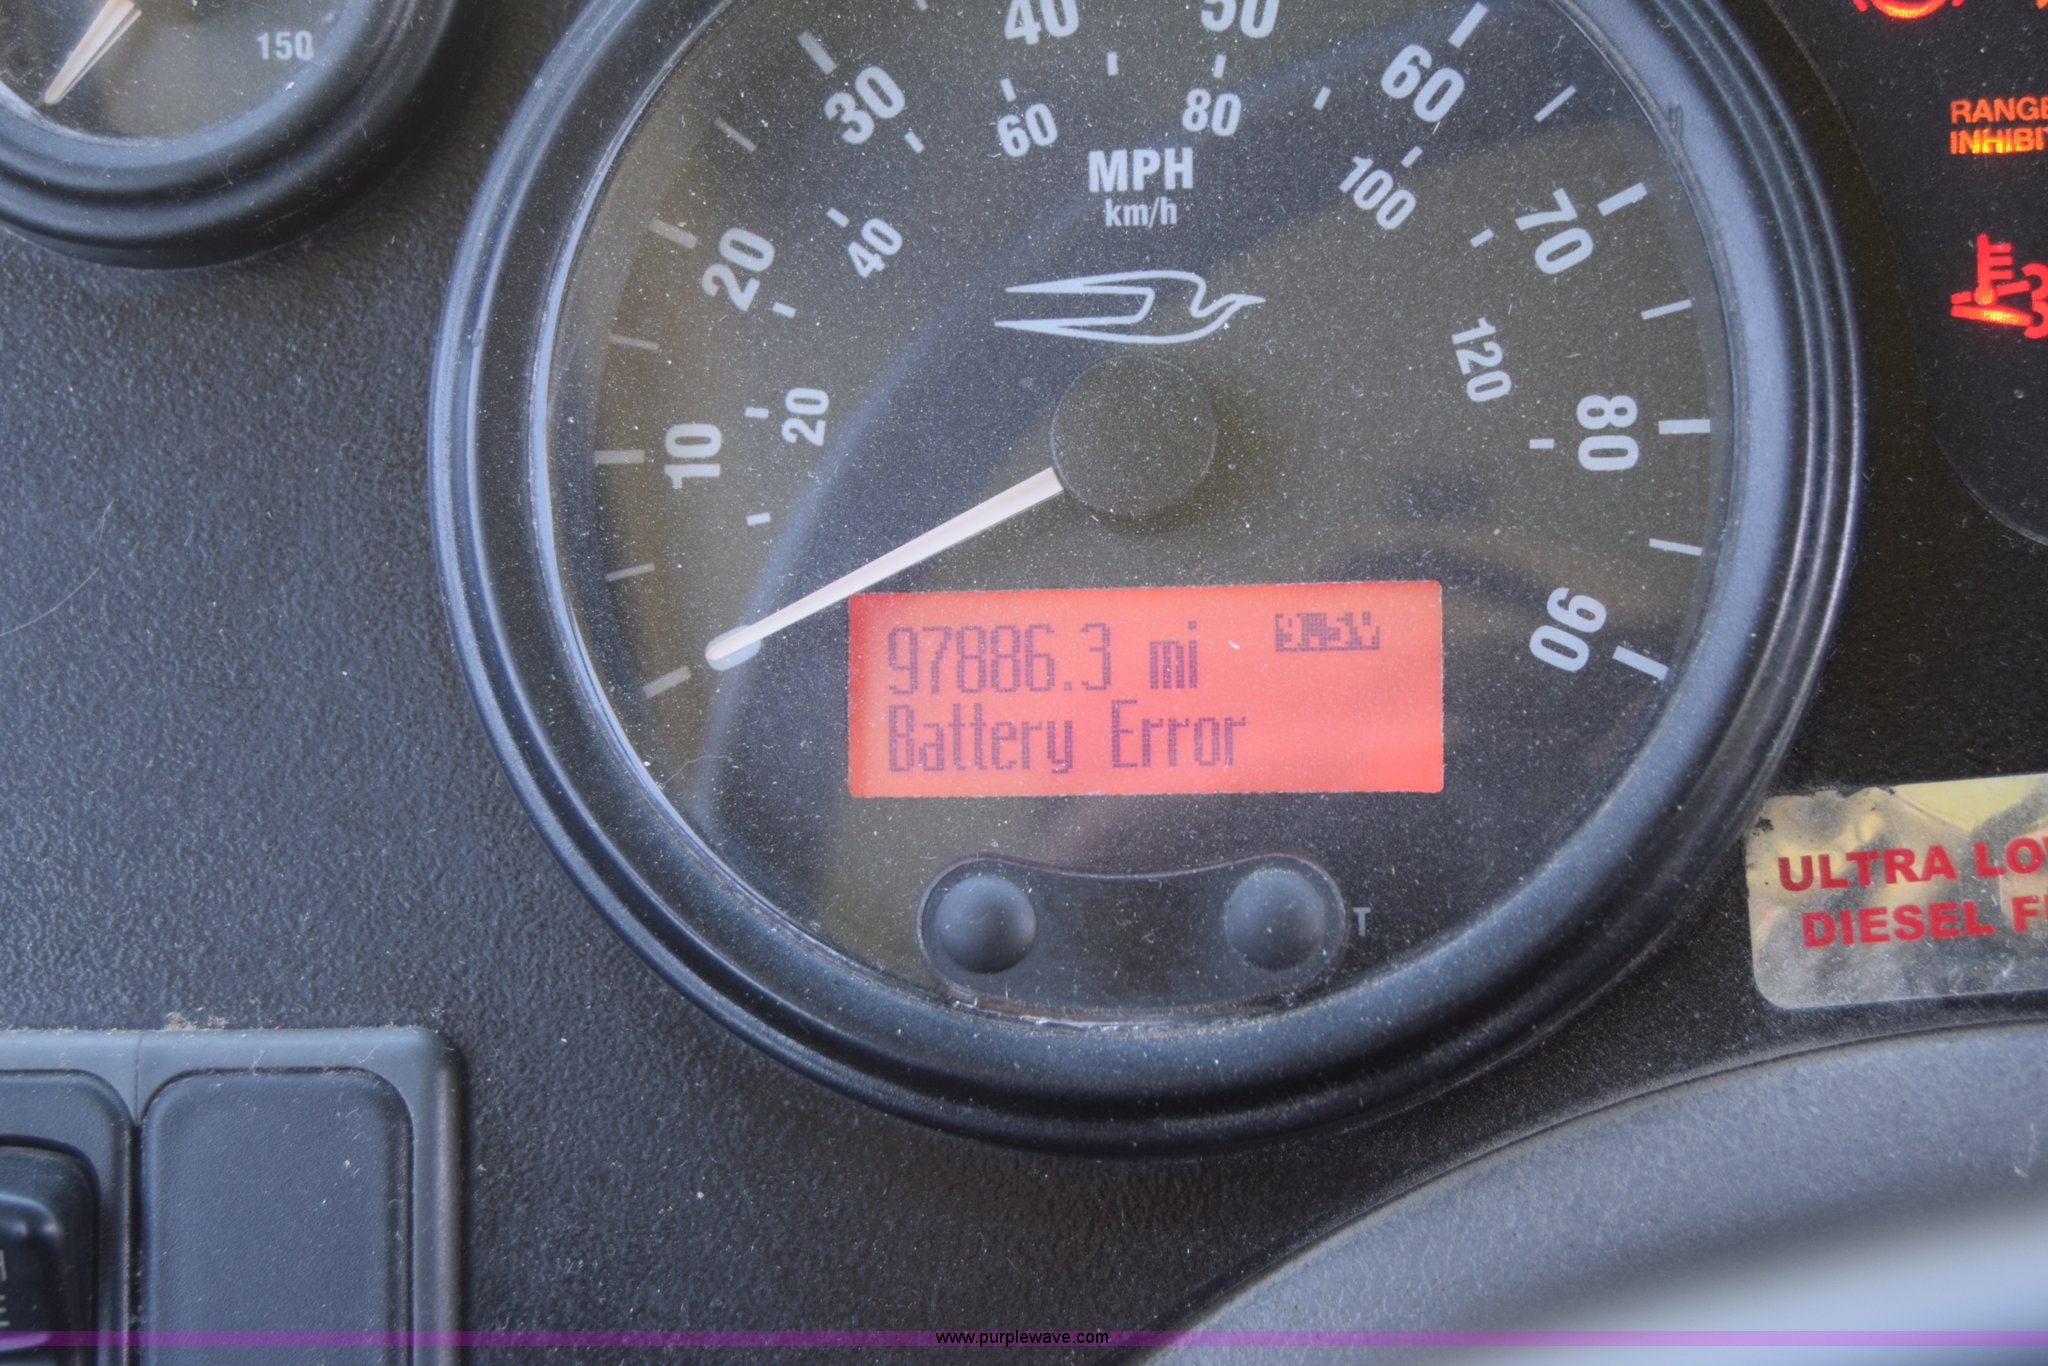 150
10
20
30
40
50
60
70
80
90
20
40
60
80
100
120
MPH
km/h
97886.3 mi
Battery Error
T
RANGE
INHIBIT
ULTRA LO
DIESEL F
www.purplewave.com